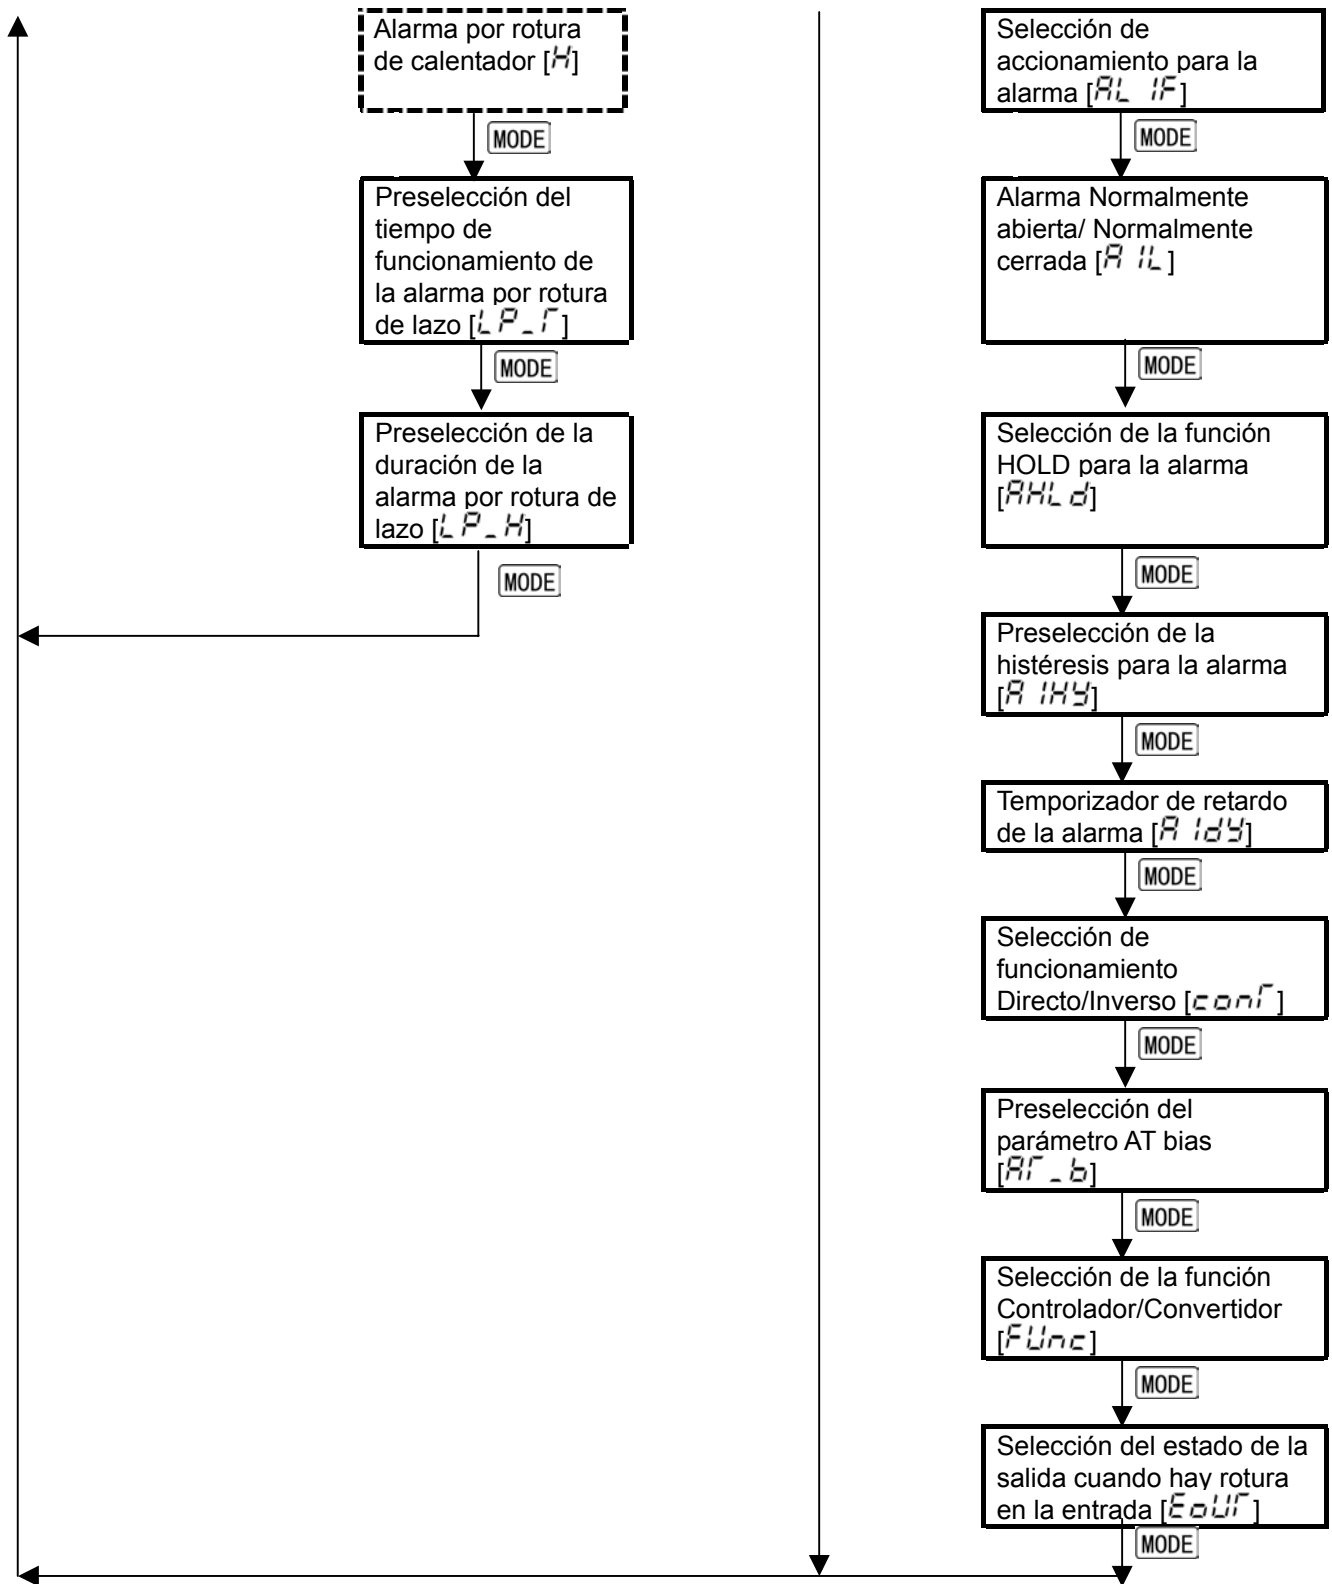 Alarma por rotura
de calentador [H]
MODE
Preselección del
tiempo de
funcionamiento de
la alarma por rotura
de lazo [LP_T]
MODE
Preselección de la
duración de la
alarma por rotura de
lazo [LP_H]
MODE
Selección de
accionamiento para la
alarma [AL1F]
MODE
Alarma Normalmente
abierta/ Normalmente
cerrada [A1L]
MODE
Selección de la función
HOLD para la alarma
[AHLd]
MODE
Preselección de la
histéresis para la alarma
[A1HY]
MODE
Temporizador de retardo
de la alarma [A1dY]
MODE
Selección de
funcionamiento
Directo/Inverso [conT]
MODE
Preselección del
parámetro AT bias
[AT_b]
MODE
Selección de la función
Controlador/Convertidor
[FUnc]
MODE
Selección del estado de la
salida cuando hay rotura
en la entrada [EoUT]
MODE